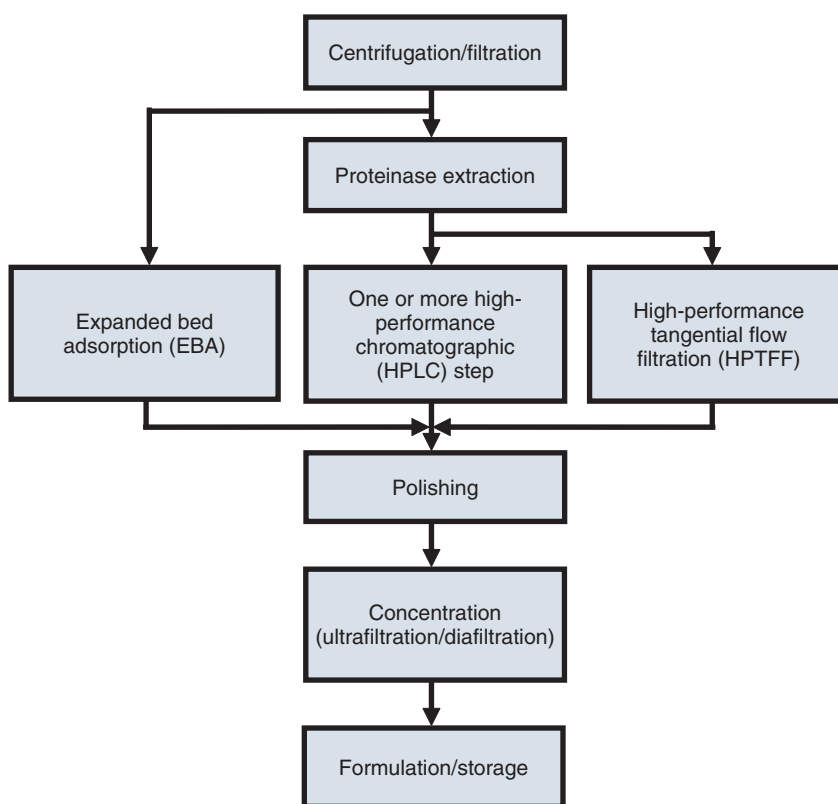 Centrifugation/filtration
Proteinase extraction
Expanded bed
adsorption (EBA)
One or more high-
performance
chromatographic
(HPLC) step
High-performance
tangential flow
filtration (HPTFF)
Polishing
Concentration
(ultrafiltration/diafiltration)
Formulation/storage